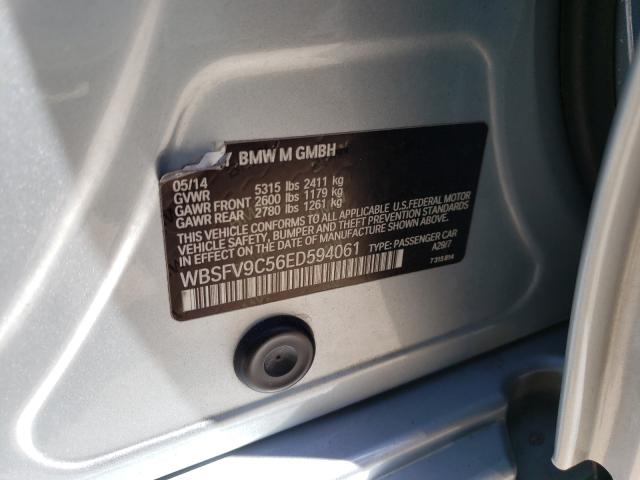 Y BMW M GMBH
05/14
GVWR 5315 lbs 2411 kg
GAWR FRONT 2600 lbs 1179 kg
GAWR REAR 2780 lbs 1261 kg
THIS VEHICLE CONFORMS TO ALL APPLICABLE U.S. FEDERAL MOTOR
VEHICLE SAFETY, BUMPER, AND THEFT PREVENTION STANDARDS
IN EFFECT ON THE DATE OF MANUFACTURE SHOWN ABOVE.
WBSFV9C56ED594061 TYPE: PASSENGER CAR
A29/7
7 315 814